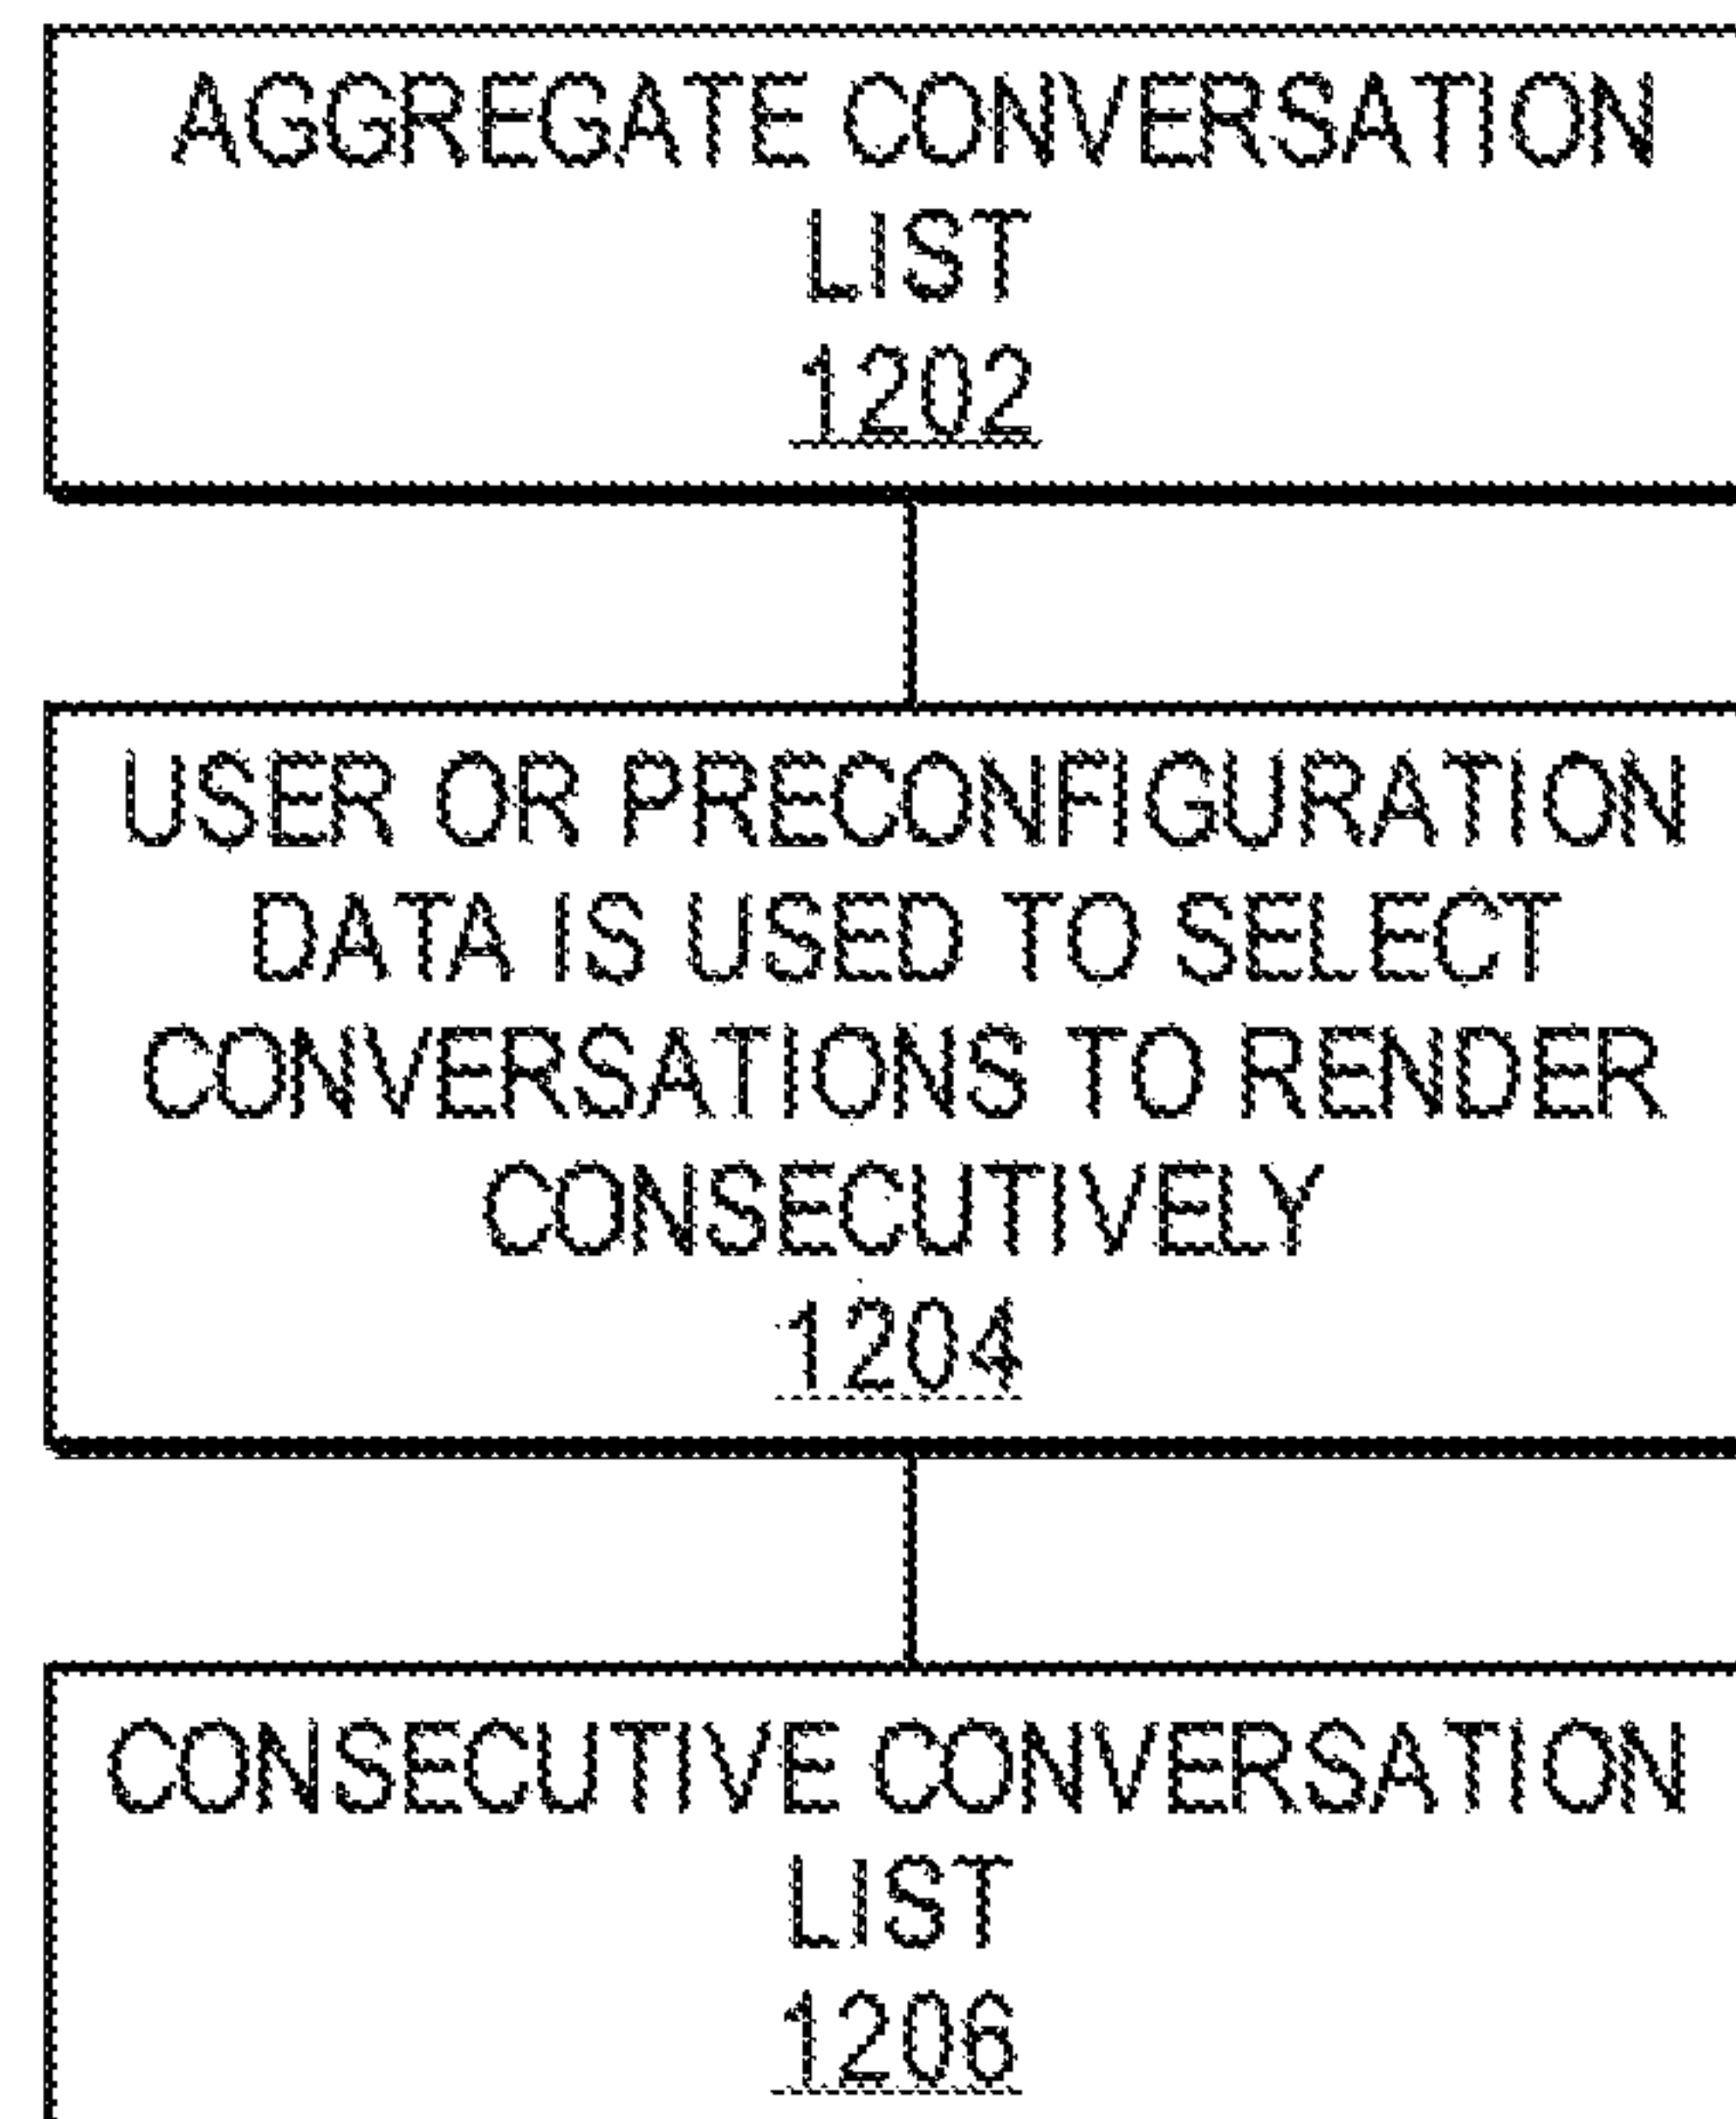 AGGREGATE CONVERSATION
LIST
1202
USER OR PRECONFIGURATION
DATA IS USED TO SELECT
CONVERSATIONS TO RENDER
CONSECUTIVELY
1204
CONSECUTIVE CONVERSATION
LIST
1206